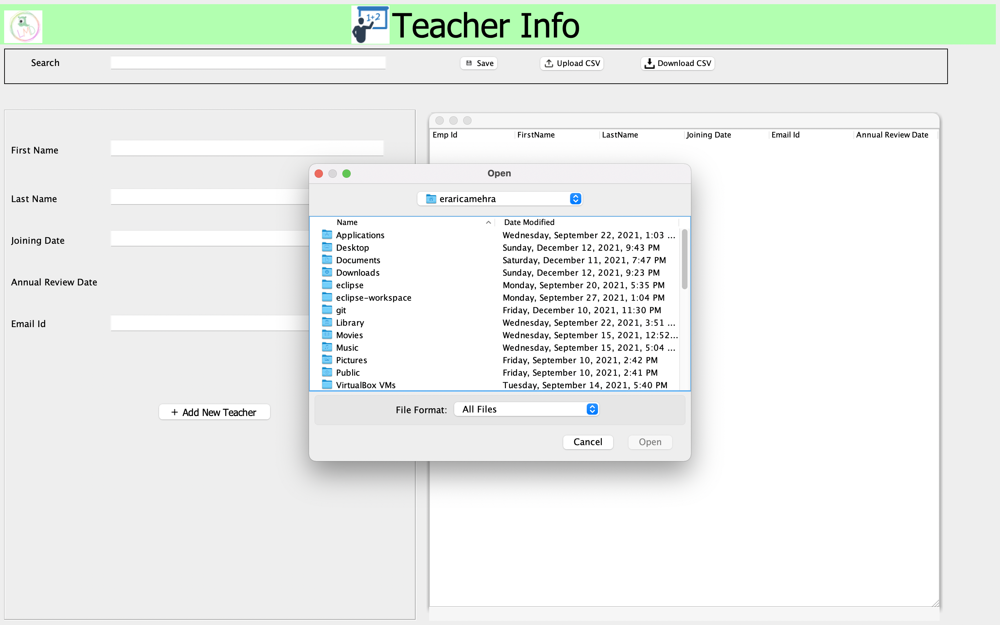 LMD
1+2
Teacher Info
Search
Save
Upload CSV
Download CSV
Emp Id FirstName LastName Joining Date Email Id Annual Review Date
First Name
Last Name
Joining Date
Annual Review Date
Email Id
+ Add New Teacher
Open
eraricamehra
Name Date Modified
Applications Wednesday, September 22, 2021, 1:03 ...
Desktop Sunday, December 12, 2021, 9:43 PM
Documents Saturday, December 11, 2021, 7:47 PM
Downloads Sunday, December 12, 2021, 9:23 PM
eclipse Monday, September 20, 2021, 5:35 PM
eclipse-workspace Monday, September 27, 2021, 1:04 PM
git Friday, December 10, 2021, 11:30 PM
Library Wednesday, September 22, 2021, 3:51 ...
Movies Wednesday, September 15, 2021, 12:52...
Music Wednesday, September 15, 2021, 5:04 ...
Pictures Friday, September 10, 2021, 2:42 PM
Public Friday, September 10, 2021, 2:41 PM
VirtualBox VMs Tuesday, September 14, 2021, 5:40 PM
File Format: All Files
Cancel Open